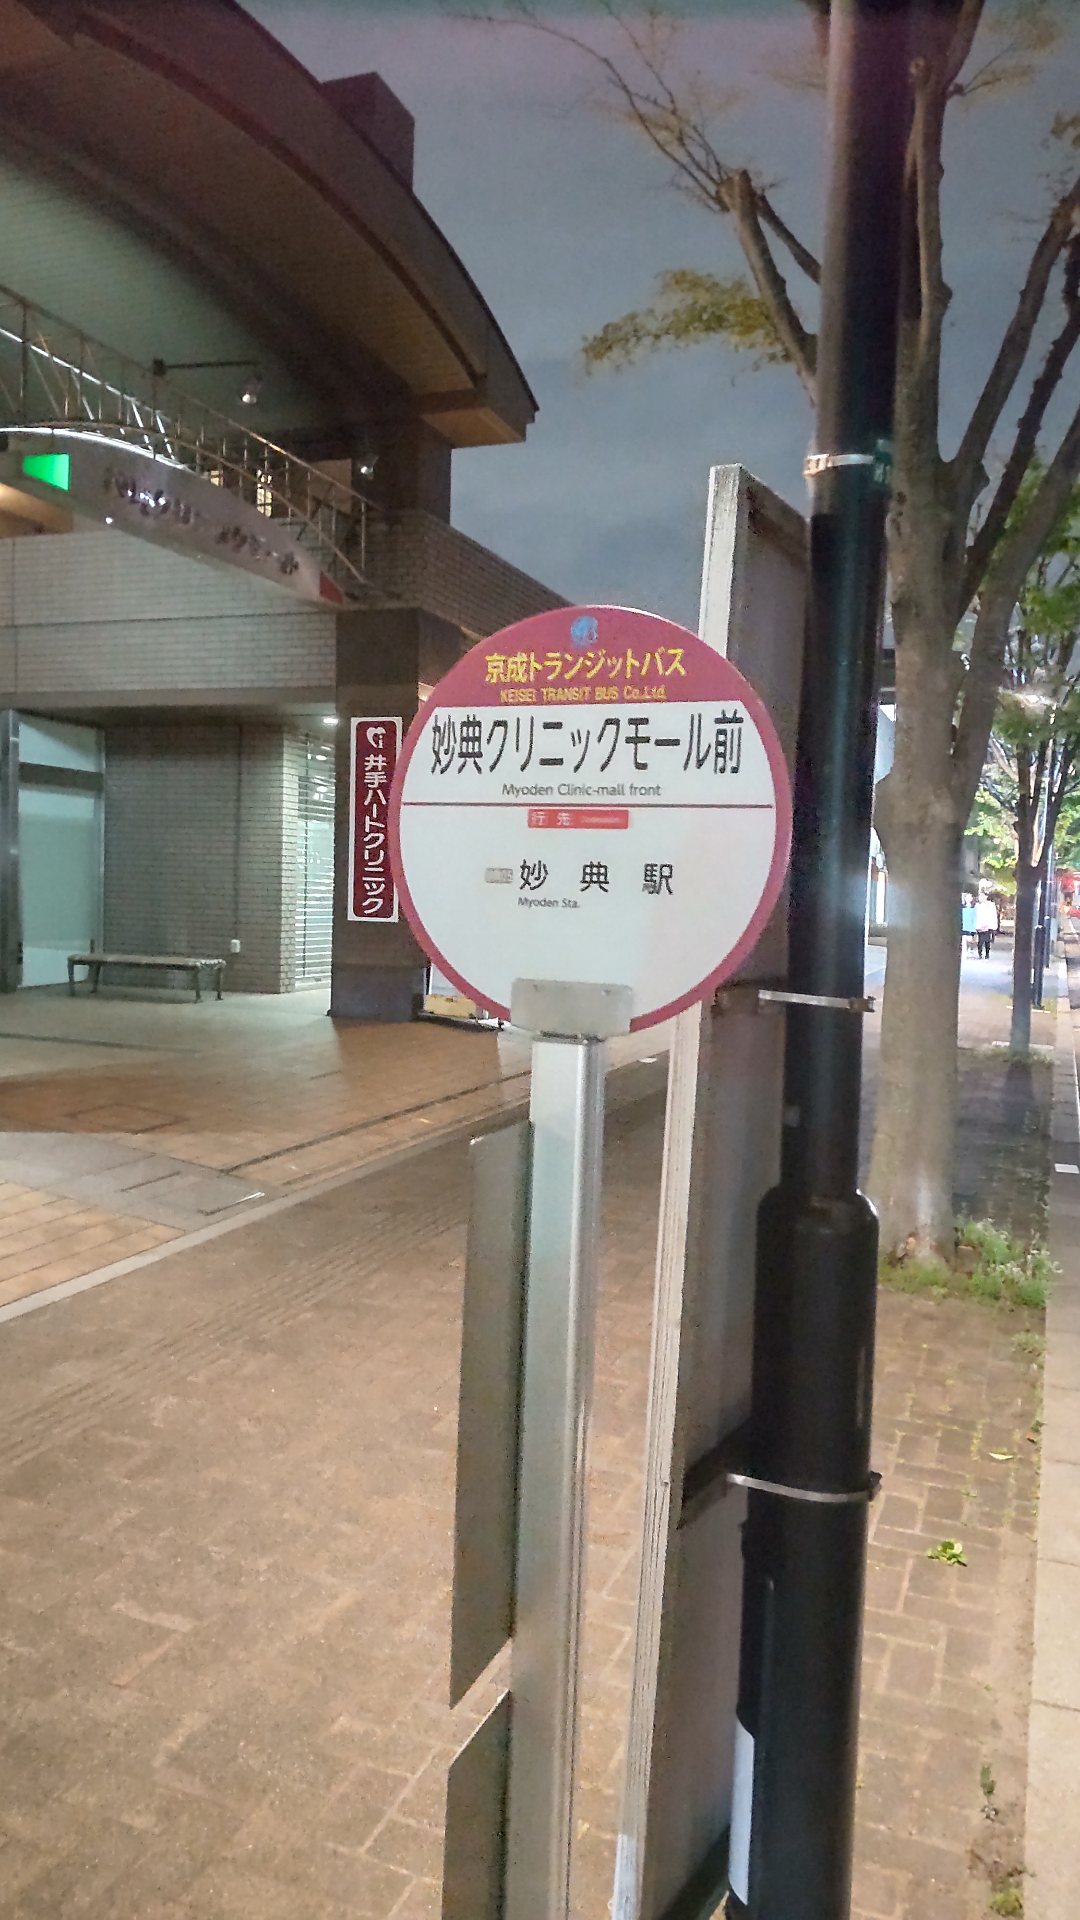 京成トランジットバス
KEISEI TRANSIT BUS Co.Ltd.
妙典クリニックモール前
Myoden Clinic-mall front
行先
妙典駅
Myoden Sta.
井手ハートクリニック